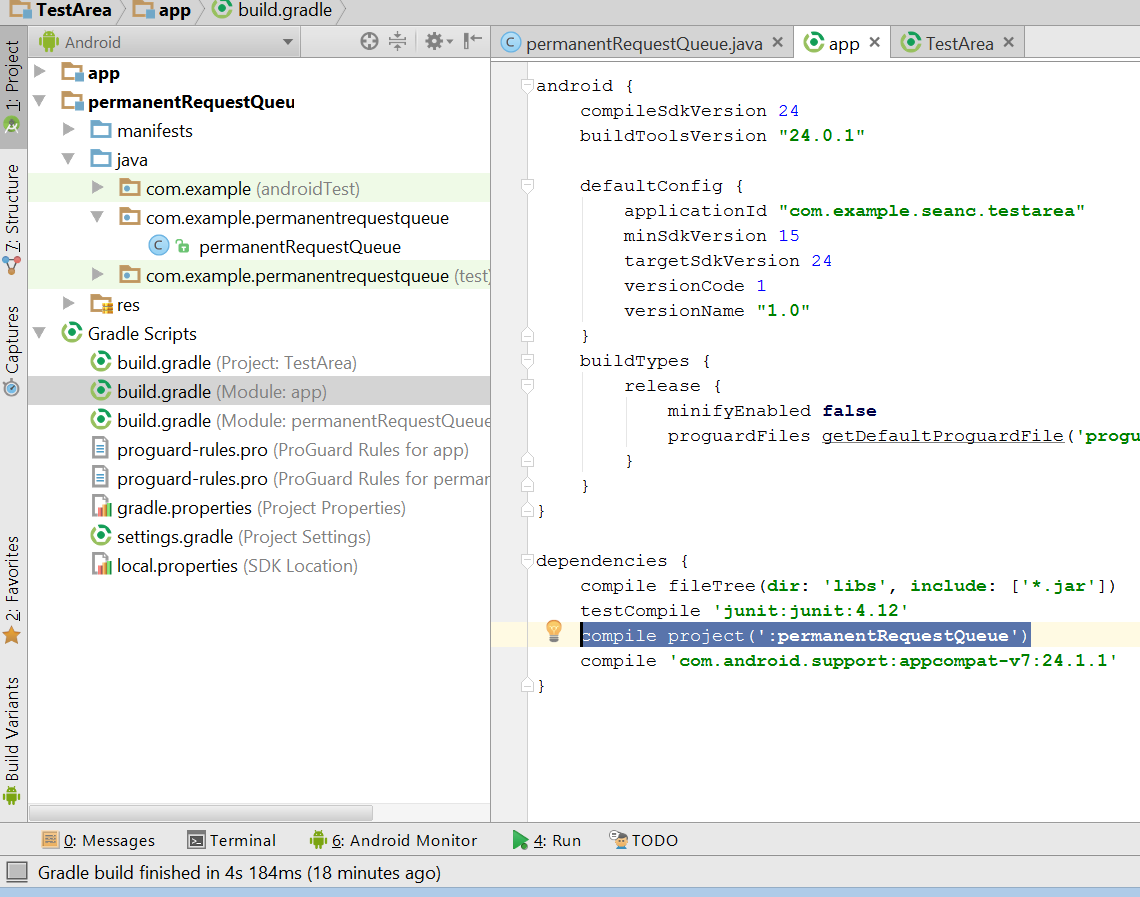 TestArea app build.gradle
1: Project
7: Structure
Captures
2: Favorites
Build Variants
Android
app
permanentRequestQueu
manifests
java
com.example (androidTest)
com.example.permanentrequestqueue
C permanentRequestQueue
com.example.permanentrequestqueue (test)
res
Gradle Scripts
build.gradle (Project: TestArea)
build.gradle (Module: app)
build.gradle (Module: permanentRequestQueue
proguard-rules.pro (ProGuard Rules for app)
proguard-rules.pro (ProGuard Rules for perman
gradle.properties (Project Properties)
settings.gradle (Project Settings)
local.properties (SDK Location)
C permanentRequestQueue.java × app × TestArea ×
android {
compileSdkVersion 24
buildToolsVersion "24.0.1"
defaultConfig {
applicationId "com.example.seanc.testarea"
minSdkVersion 15
targetSdkVersion 24
versionCode 1
versionName "1.0"
}
buildTypes {
release {
minifyEnabled false
proguardFiles getDefaultProguardFile('progu
}
}
}
dependencies {
compile fileTree(dir: 'libs', include: ['*.jar'])
testCompile 'junit:junit:4.12'
compile project(':permanentRequestQueue')
compile 'com.android.support:appcompat-v7:24.1.1'
}
0: Messages Terminal 6: Android Monitor 4: Run TODO
Gradle build finished in 4s 184ms (18 minutes ago)